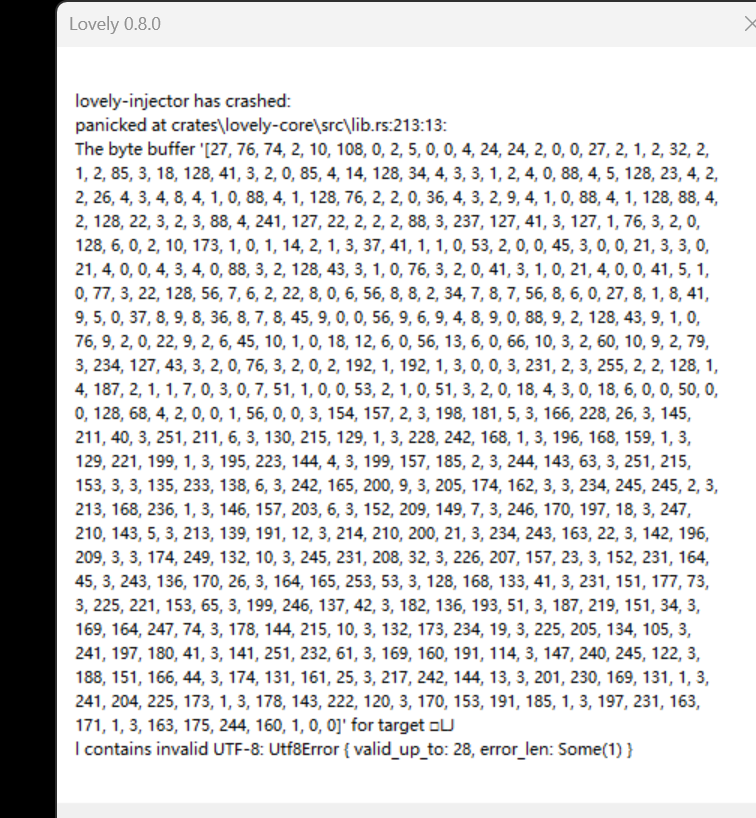 Lovely 0.8.0
lovely-injector has crashed:
panicked at crates\lovely-core\src\lib.rs:213:13:
The byte buffer '[27, 76, 74, 2, 10, 108, 0, 2, 5, 0, 0, 4, 24, 24, 2, 0, 0, 27, 2, 1, 2, 32, 2,
1, 2, 85, 3, 18, 128, 41, 3, 2, 0, 85, 4, 14, 128, 34, 4, 3, 3, 1, 2, 4, 0, 88, 4, 5, 128, 23, 4, 2,
2, 26, 4, 3, 4, 8, 4, 1, 0, 88, 4, 1, 128, 76, 2, 2, 0, 36, 4, 3, 2, 9, 4, 1, 0, 88, 4, 1, 128, 88, 4,
2, 128, 22, 3, 2, 3, 88, 4, 241, 127, 22, 2, 2, 2, 88, 3, 237, 127, 41, 3, 127, 1, 76, 3, 2, 0,
128, 6, 0, 2, 10, 173, 1, 0, 1, 14, 2, 1, 3, 37, 41, 1, 1, 0, 53, 2, 0, 0, 45, 3, 0, 0, 21, 3, 3, 0,
21, 4, 0, 0, 4, 3, 4, 0, 88, 3, 2, 128, 43, 3, 1, 0, 76, 3, 2, 0, 41, 3, 1, 0, 21, 4, 0, 0, 41, 5, 1,
0, 77, 3, 22, 128, 56, 7, 6, 2, 22, 8, 0, 6, 56, 8, 8, 2, 34, 7, 8, 7, 56, 8, 6, 0, 27, 8, 1, 8, 41,
9, 5, 0, 37, 8, 9, 8, 36, 8, 7, 8, 45, 9, 0, 0, 56, 9, 6, 9, 4, 8, 9, 0, 88, 9, 2, 128, 43, 9, 1, 0,
76, 9, 2, 0, 22, 9, 2, 6, 45, 10, 1, 0, 18, 12, 6, 0, 56, 13, 6, 0, 66, 10, 3, 2, 60, 10, 9, 2, 79,
3, 234, 127, 43, 3, 2, 0, 76, 3, 2, 0, 2, 192, 1, 192, 1, 3, 0, 0, 3, 231, 2, 3, 255, 2, 2, 128, 1,
4, 187, 2, 1, 1, 7, 0, 3, 0, 7, 51, 1, 0, 0, 53, 2, 1, 0, 51, 3, 2, 0, 18, 4, 3, 0, 18, 6, 0, 0, 50, 0,
0, 128, 68, 4, 2, 0, 0, 1, 56, 0, 0, 3, 154, 157, 2, 3, 198, 181, 5, 3, 166, 228, 26, 3, 145,
211, 40, 3, 251, 211, 6, 3, 130, 215, 129, 1, 3, 228, 242, 168, 1, 3, 196, 168, 159, 1, 3,
129, 221, 199, 1, 3, 195, 223, 144, 4, 3, 199, 157, 185, 2, 3, 244, 143, 63, 3, 251, 215,
153, 3, 3, 135, 233, 138, 6, 3, 242, 165, 200, 9, 3, 205, 174, 162, 3, 3, 234, 245, 245, 2, 3,
213, 168, 236, 1, 3, 146, 157, 203, 6, 3, 152, 209, 149, 7, 3, 246, 170, 197, 18, 3, 247,
210, 143, 5, 3, 213, 139, 191, 12, 3, 214, 210, 200, 21, 3, 234, 243, 163, 22, 3, 142, 196,
209, 3, 3, 174, 249, 132, 10, 3, 245, 231, 208, 32, 3, 226, 207, 157, 23, 3, 152, 231, 164,
45, 3, 243, 136, 170, 26, 3, 164, 165, 253, 53, 3, 128, 168, 133, 41, 3, 231, 151, 177, 73,
3, 225, 221, 153, 65, 3, 199, 246, 137, 42, 3, 182, 136, 193, 51, 3, 187, 219, 151, 34, 3,
169, 164, 247, 74, 3, 178, 144, 215, 10, 3, 132, 173, 234, 19, 3, 225, 205, 134, 105, 3,
241, 197, 180, 41, 3, 141, 251, 232, 61, 3, 169, 160, 191, 114, 3, 147, 240, 245, 122, 3,
188, 151, 166, 44, 3, 174, 131, 161, 25, 3, 217, 242, 144, 13, 3, 201, 230, 169, 131, 1, 3,
241, 204, 225, 173, 1, 3, 178, 143, 222, 120, 3, 170, 153, 191, 185, 1, 3, 197, 231, 163,
171, 1, 3, 163, 175, 244, 160, 1, 0, 0]' for target □LJ
l contains invalid UTF-8: Utf8Error { valid_up_to: 28, error_len: Some(1) }